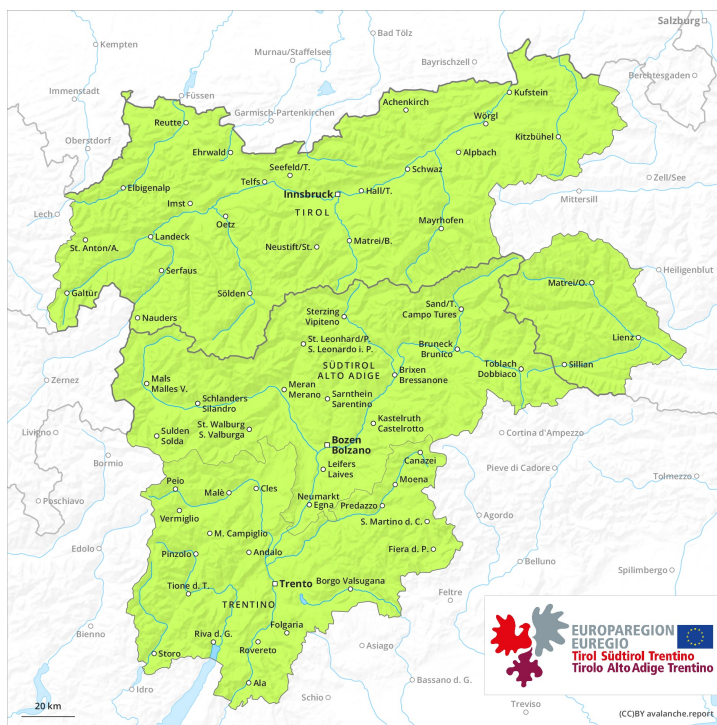 Salzburg
Bad Tölz
Kempten
Murnau/Staffelsee
Bayrischzell
Berchtesgaden
Immenstadt
Füssen
Kufstein
Garmisch-Partenkirchen
Achenkirch
Wörgl
Reutte
Oberstdorf
Kitzbühel
Ehrwald
Alpbach
Seefeld/T.
Schwaz
Zell/See
Elbigenalp
Telfs
Innsbruck
Hall/T.
Mittersill
Imst
TIROL
Lech
Oetz
Mayrhofen
Landeck
St. Anton/A.
Neustift/St.
Matrei/B.
Serfaus
Heiligenblut
Matrei/O.
Galtür
Sölden
Sterzing
Vipiteno
Sand/T.
Campo Tures
Nauders
Lienz
St. Leonhard/P.
S. Leonardo i. P.
Bruneck
Brunico
SÜDTIROL
ALTO ADIGE
Brixen
Bressanone
Toblach
Dobbiaco
Sillian
Zernez
Mals
Malles V.
Meran
Merano
Schlanders
Silandro
Sarnthein
Sarentino
Kastelruth
Castelrotto
St. Walburg
S. Valburga
Livigno
Sulden
Solda
Cortina d'Ampezzo
Bozen
Bolzano
Bormio
Canazei
Leifers
Laives
Pieve di Cadore
Tolmezzo
Poschiavo
Peio
Malè
Cles
Moena
Neumarkt
Egna
Predazzo
Vermiglio
Agordo
S. Martino d. C.
M. Campiglio
Edolo
Pinzolo
Andalo
Fiera d. P.
Belluno
Spilimbergo
Tione d. T.
Trento
Borgo Valsugana
Feltre
TRENTINO
Folgaria
Bienno
Riva d. G.
Rovereto
Asiago
Storo
Bassano d. G.
Ala
Idro
Schio
Treviso
EUROPAREGION
EUREGIO
Tirol Südtirol Trentino
Tirolo Alto Adige Trentino
20 km
(CC)BY avalanche.report